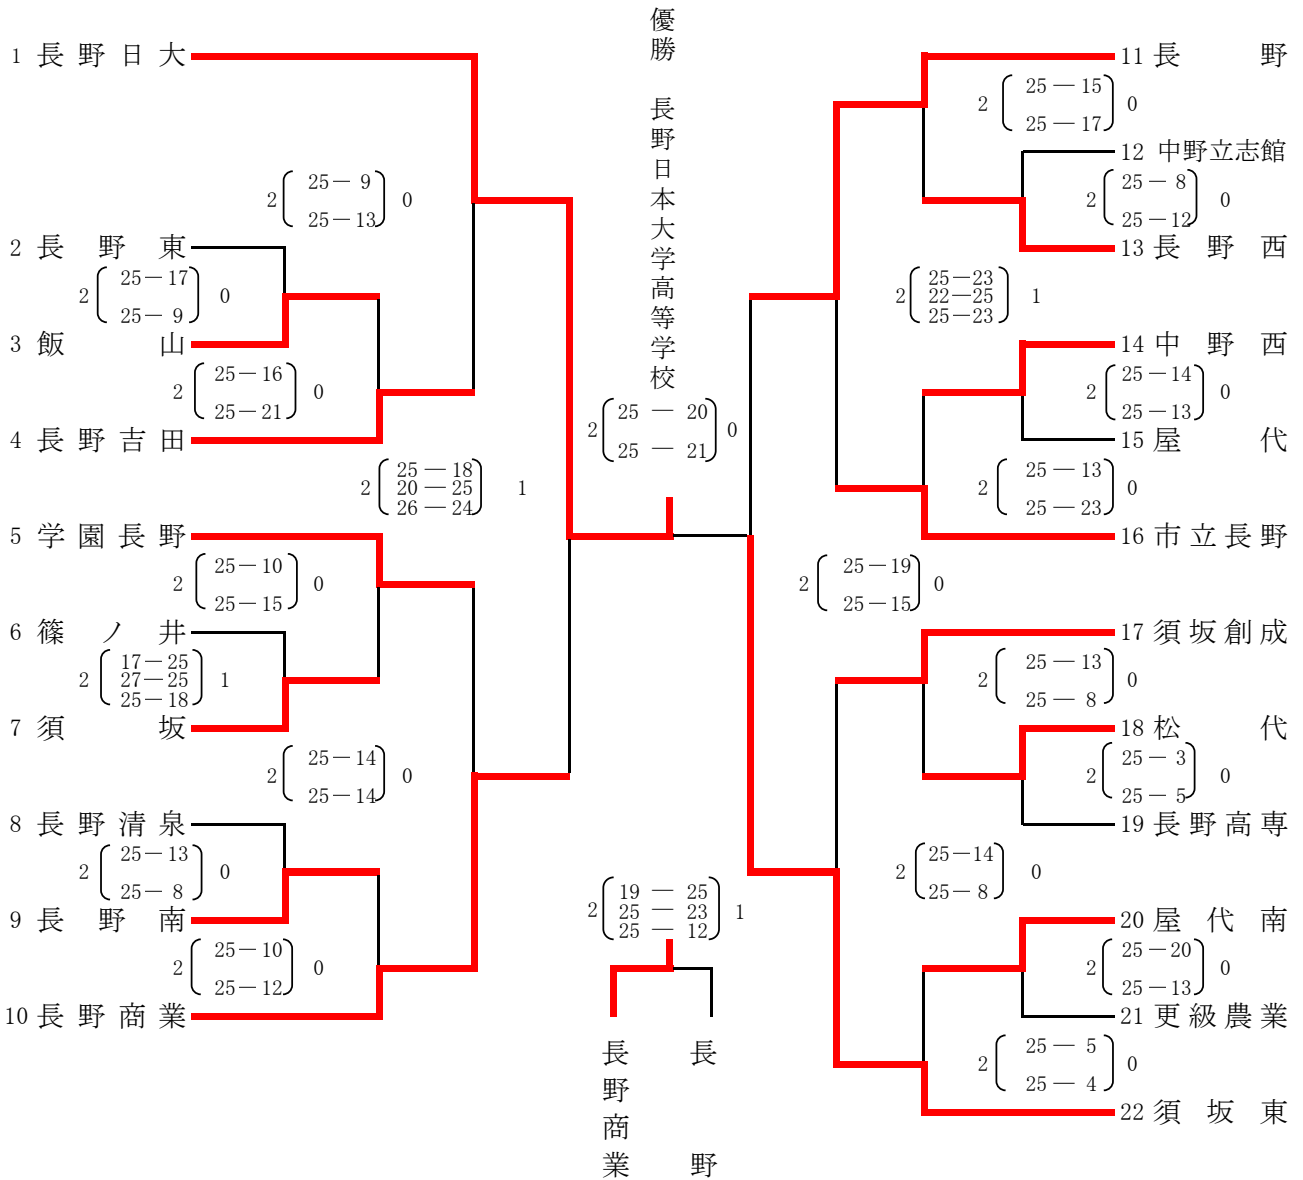 優勝 長野日本大学高等学校
1 長野日大
2 ( 25－9 25－13 ) 0
2 長野東
2 ( 25－17 25－9 ) 0
3 飯山
2 ( 25－16 25－21 ) 0
4 長野吉田
2 ( 25－18 20－25 26－24 ) 1
5 学園長野
2 ( 25－10 25－15 ) 0
6 篠ノ井
2 ( 17－25 27－25 25－18 ) 1
7 須坂
2 ( 25－14 25－14 ) 0
8 長野清泉
2 ( 25－13 25－8 ) 0
9 長野南
2 ( 25－10 25－12 ) 0
10 長野商業
2 ( 25 － 20 25 － 21 ) 0
2 ( 19 － 25 25 － 23 25 － 12 ) 1
長野商業
長野
11 長野
2 ( 25－15 25－17 ) 0
12 中野立志館
2 ( 25－8 25－12 ) 0
13 長野西
2 ( 25－23 22－25 25－23 ) 1
14 中野西
2 ( 25－14 25－13 ) 0
15 屋代
2 ( 25－13 25－23 ) 0
16 市立長野
2 ( 25－19 25－15 ) 0
17 須坂創成
2 ( 25－13 25－8 ) 0
18 松代
2 ( 25－3 25－5 ) 0
19 長野高専
2 ( 25－14 25－8 ) 0
20 屋代南
2 ( 25－20 25－13 ) 0
21 更級農業
2 ( 25－5 25－4 ) 0
22 須坂東